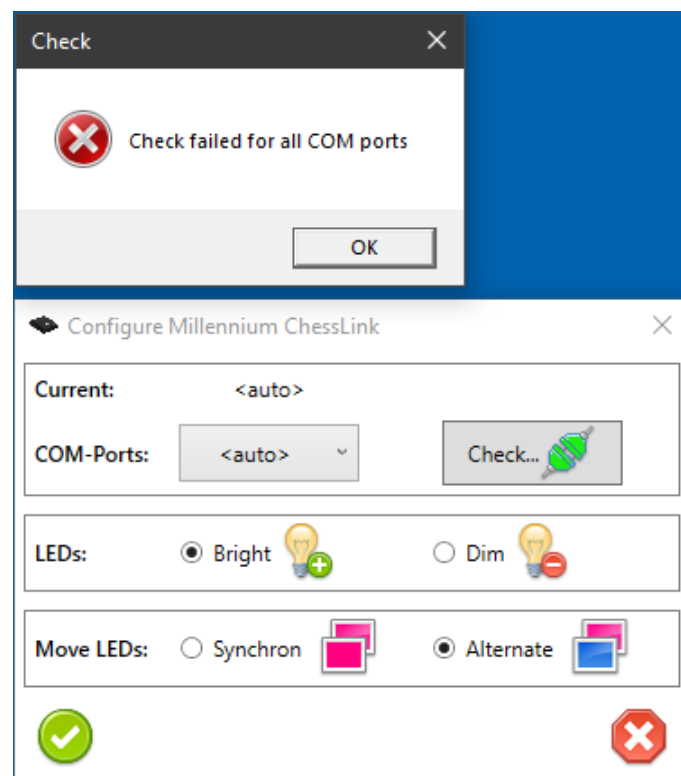 Check
Check failed for all COM ports
OK
Configure Millennium ChessLink
Current: <auto>
COM-Ports: <auto> Check...
LEDs: Bright Dim
Move LEDs: Synchron Alternate